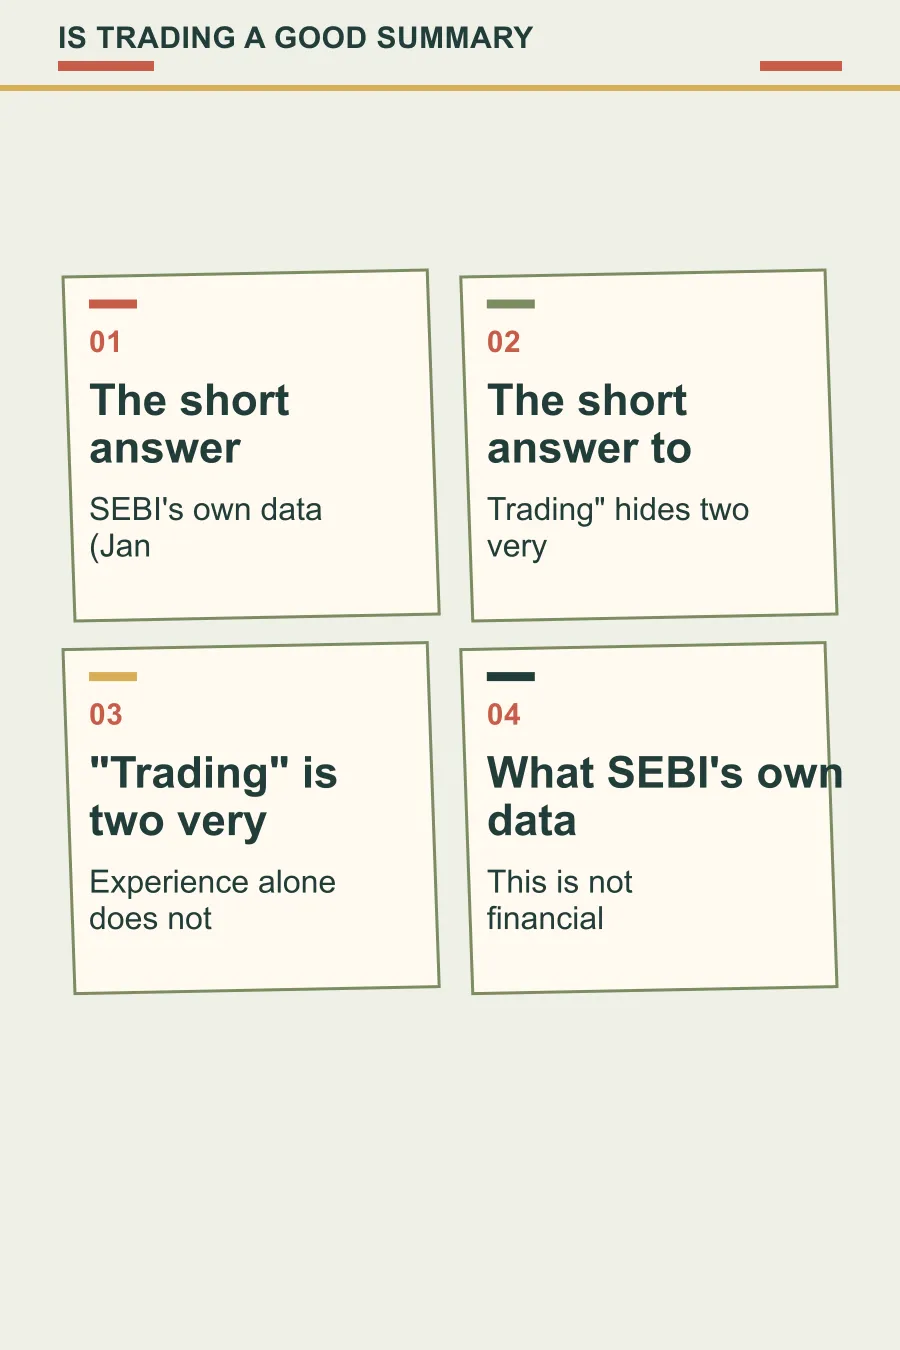 IS TRADING A GOOD SUMMARY
01
The short
answer
SEBI's own data
(Jan
02
The short
answer to
Trading" hides two
very
03
"Trading" is
two very
Experience alone
does not
04
What SEBI's own
data
This is not
financial